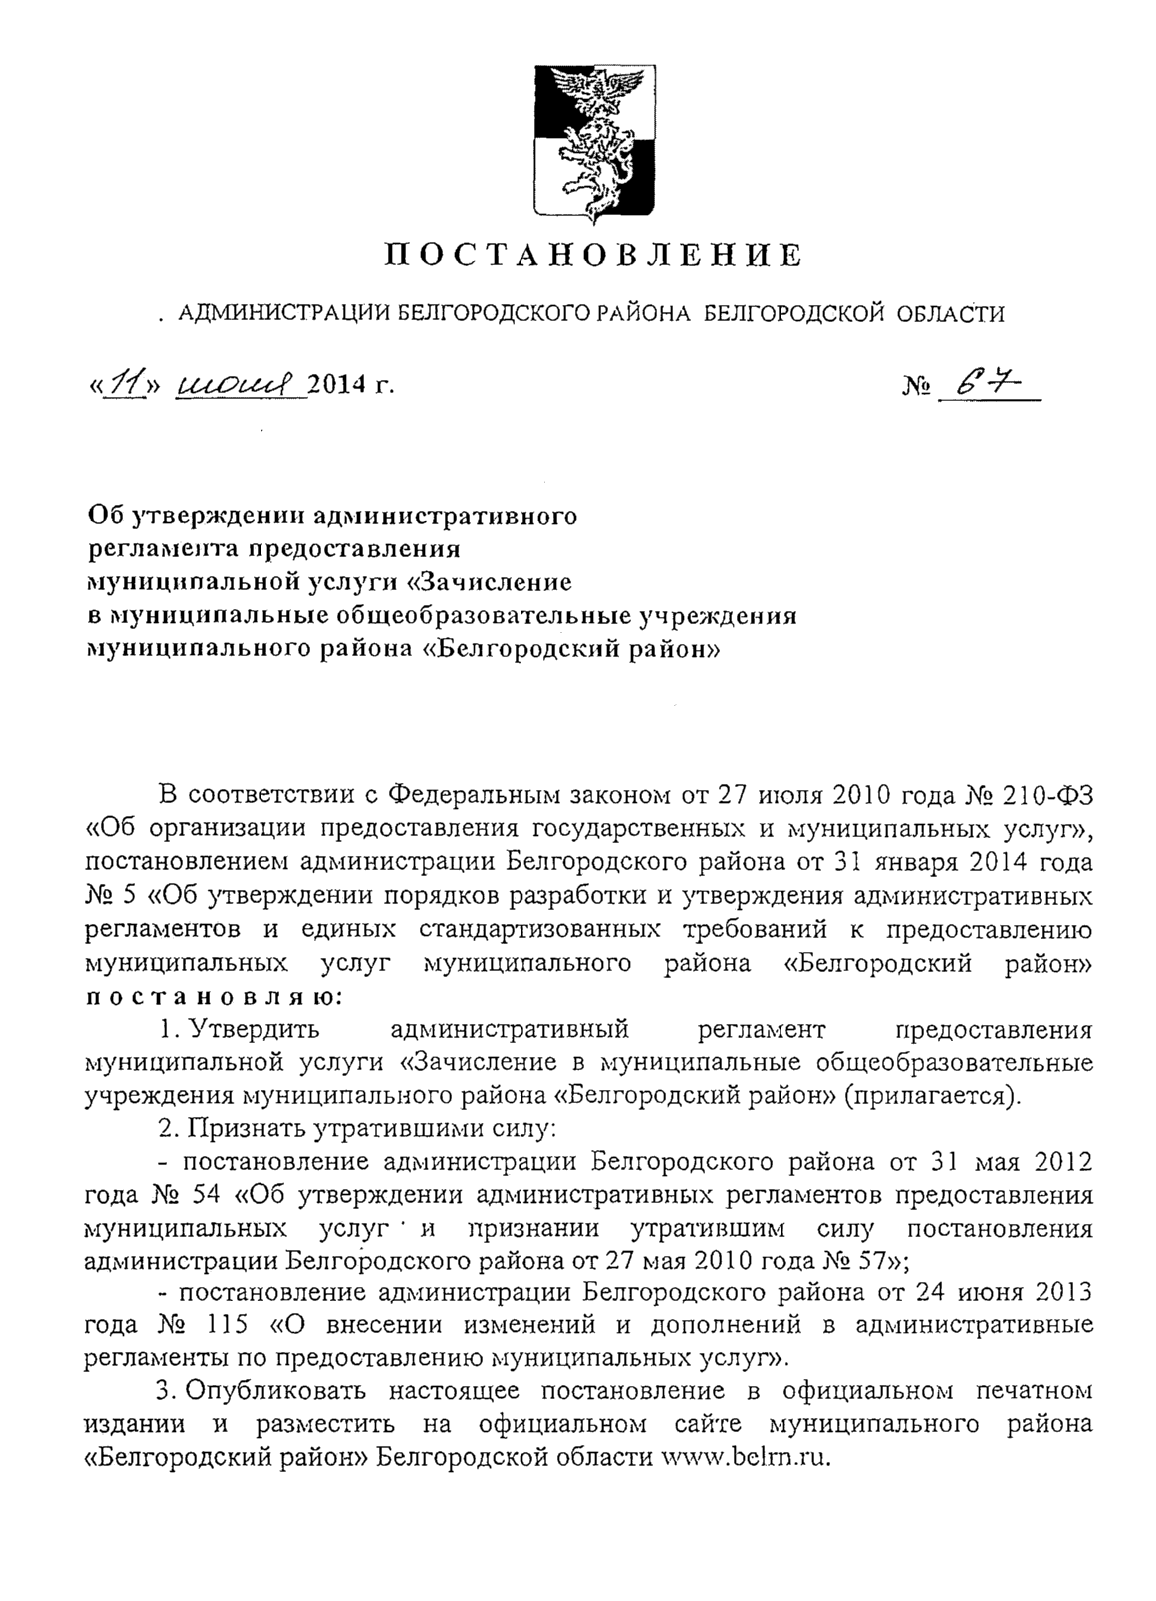 ПОСТАНОВЛЕНИЕ
АДМИНИСТРАЦИИ БЕЛГОРОДСКОГО РАЙОНА БЕЛГОРОДСКОЙ ОБЛАСТИ
«11» июня 2014 г. № 67
Об утверждении административного
регламента предоставления
муниципальной услуги «Зачисление
в муниципальные общеобразовательные учреждения
муниципального района «Белгородский район»
В соответствии с Федеральным законом от 27 июля 2010 года № 210-ФЗ
«Об организации предоставления государственных и муниципальных услуг»,
постановлением администрации Белгородского района от 31 января 2014 года
№ 5 «Об утверждении порядков разработки и утверждения административных
регламентов и единых стандартизованных требований к предоставлению
муниципальных услуг муниципального района «Белгородский район»
п о с т а н о в л я ю:
1. Утвердить административный регламент предоставления
муниципальной услуги «Зачисление в муниципальные общеобразовательные
учреждения муниципального района «Белгородский район» (прилагается).
2. Признать утратившими силу:
- постановление администрации Белгородского района от 31 мая 2012
года № 54 «Об утверждении административных регламентов предоставления
муниципальных услуг и признании утратившим силу постановления
администрации Белгородского района от 27 мая 2010 года № 57»;
- постановление администрации Белгородского района от 24 июня 2013
года № 115 «О внесении изменений и дополнений в административные
регламенты по предоставлению муниципальных услуг».
3. Опубликовать настоящее постановление в официальном печатном
издании и разместить на официальном сайте муниципального района
«Белгородский район» Белгородской области www.belrn.ru.